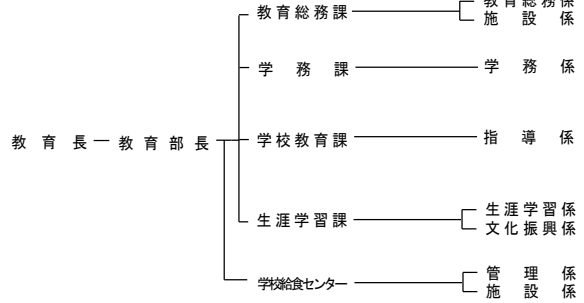 教育総務課 教育総務係
施設係
学務課 学務係
教育長 教育部長 学校教育課 指導係
生涯学習課 生涯学習係
文化振興係
学校給食センター 管理係
施設係